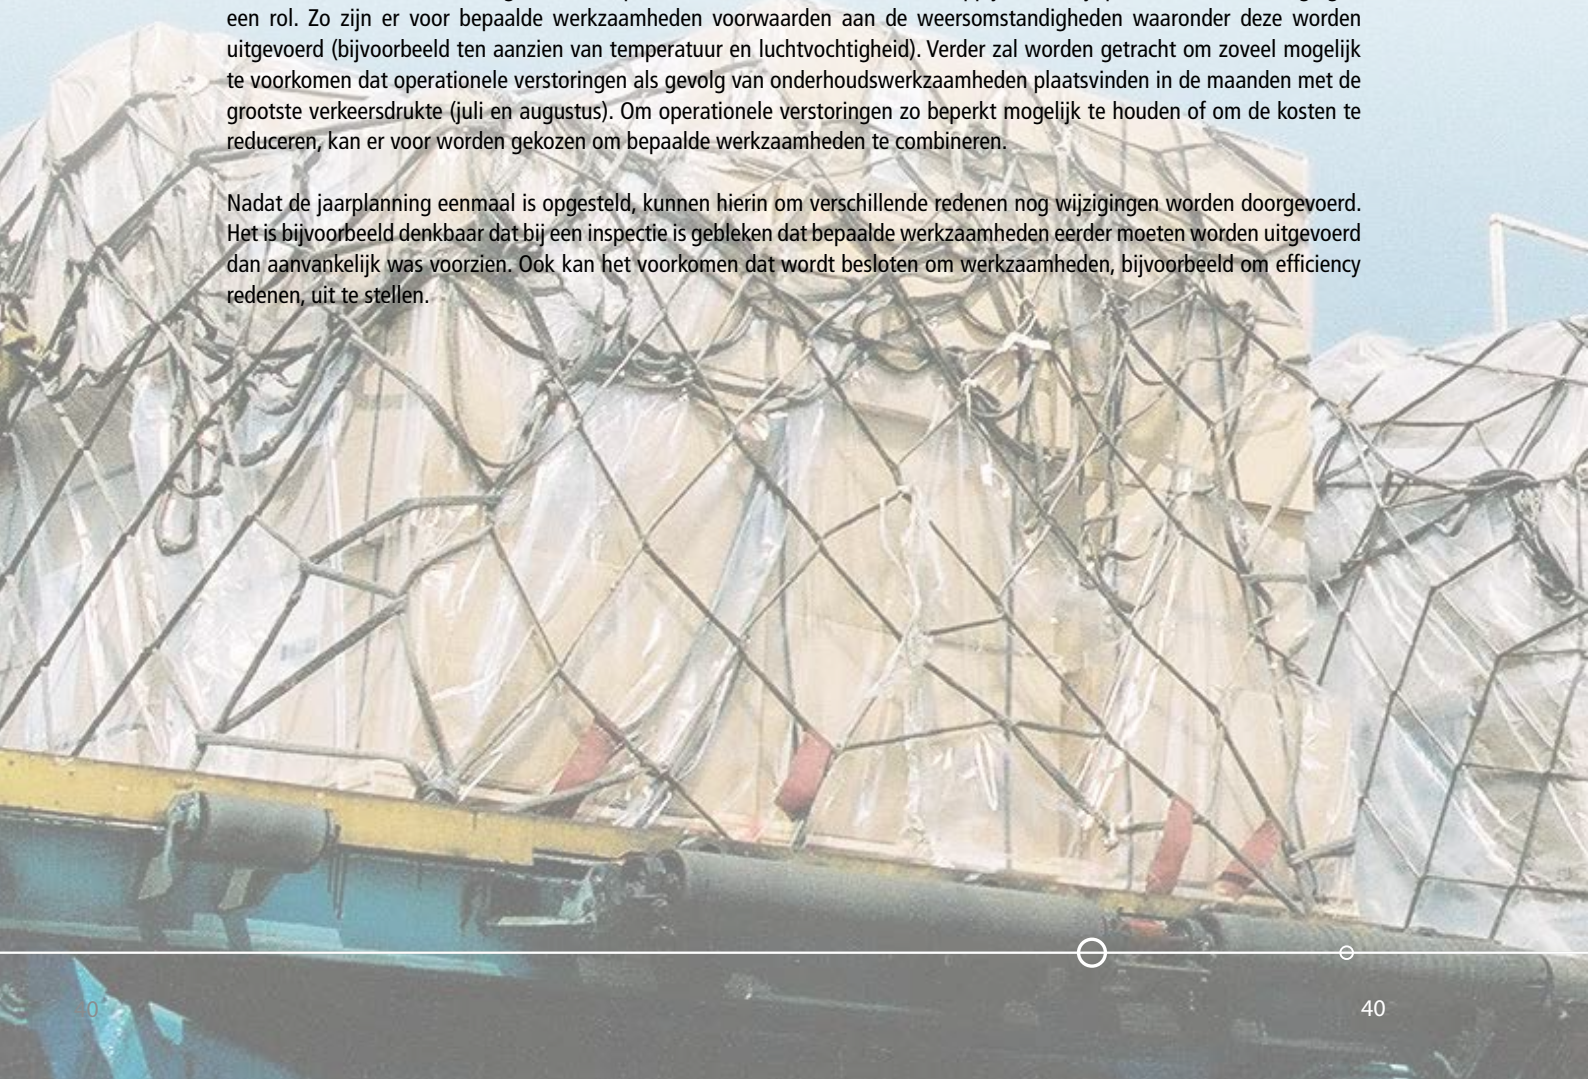 een rol. Zo zijn er voor bepaalde werkzaamheden voorwaarden aan de weersomstandigheden waaronder deze worden
uitgevoerd (bijvoorbeeld ten aanzien van temperatuur en luchtvochtigheid). Verder zal worden getracht om zoveel mogelijk
te voorkomen dat operationele verstoringen als gevolg van onderhoudswerkzaamheden plaatsvinden in de maanden met de
grootste verkeersdrukte (juli en augustus). Om operationele verstoringen zo beperkt mogelijk te houden of om de kosten te
reduceren, kan er voor worden gekozen om bepaalde werkzaamheden te combineren.
Nadat de jaarplanning eenmaal is opgesteld, kunnen hierin om verschillende redenen nog wijzigingen worden doorgevoerd.
Het is bijvoorbeeld denkbaar dat bij een inspectie is gebleken dat bepaalde werkzaamheden eerder moeten worden uitgevoerd
dan aanvankelijk was voorzien. Ook kan het voorkomen dat wordt besloten om werkzaamheden, bijvoorbeeld om efficiency
redenen, uit te stellen.
0
40